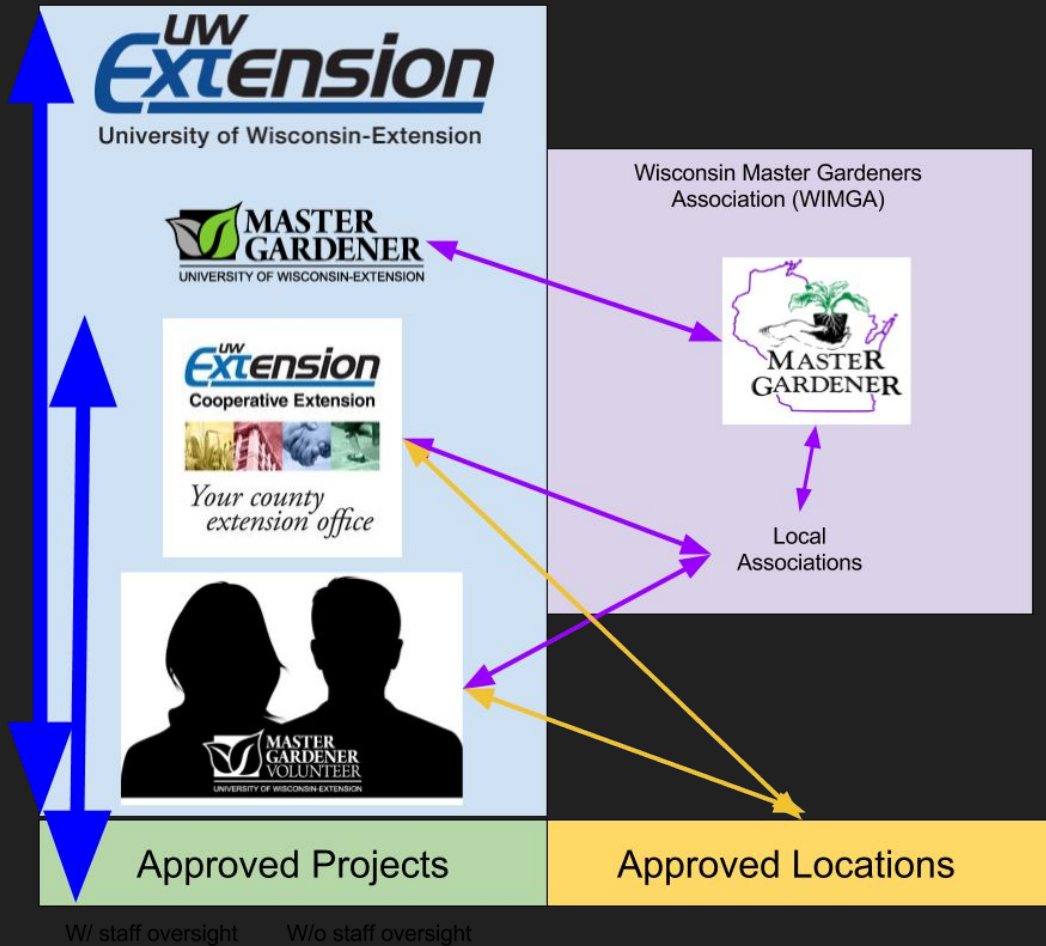 UW
Extension
University of Wisconsin-Extension
MASTER
GARDENER
UNIVERSITY OF WISCONSIN-EXTENSION
UW
Extension
Cooperative Extension
Your county
extension office
MASTER
GARDENER
VOLUNTEER
UNIVERSITY OF WISCONSIN-EXTENSION
Wisconsin Master Gardeners
Association (WIMGA)
MASTER
GARDENER
Local
Associations
Approved Projects
Approved Locations
W/ staff oversight W/o staff oversight